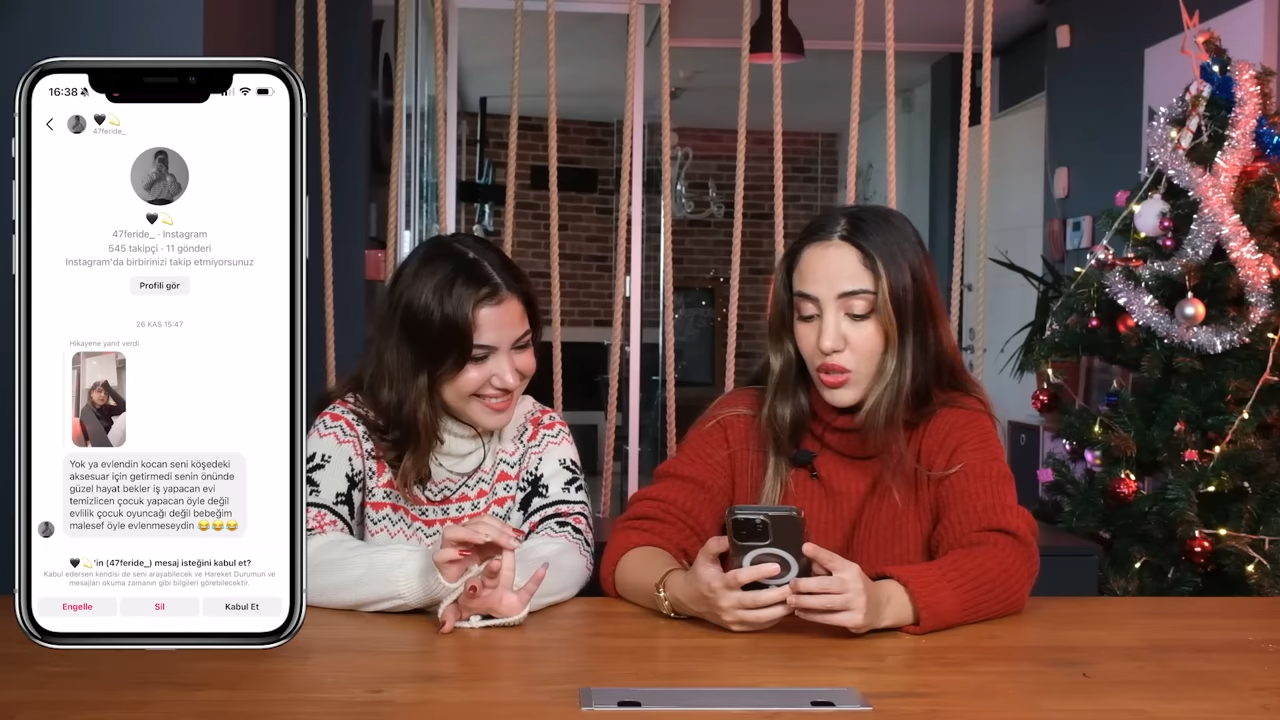 16:38
47feride_
47feride_ · Instagram
545 takipçi · 11 gönderi
Instagram'da birbirinizi takip etmiyorsunuz
Profili gör
26 KAS 15:47
Hikayene yanıt verdi
Yok ya evlendin kocan seni köşedeki
aksesuar için getirmedi senin önünde
güzel hayat bekler iş yapacan evi
temizlicen çocuk yapacan öyle değil
evlilik çocuk oyuncağı değil bebeğim
malesef öyle evlenmeseydin 😂😂😂
🖤💫'in (47feride_) mesaj isteğini kabul et?
Kabul edersen kendisi de seni arayabilecek ve Hareket Durumun ve
mesajları okuma zamanın gibi bilgileri görebilecektir.
Engelle
Sil
Kabul Et